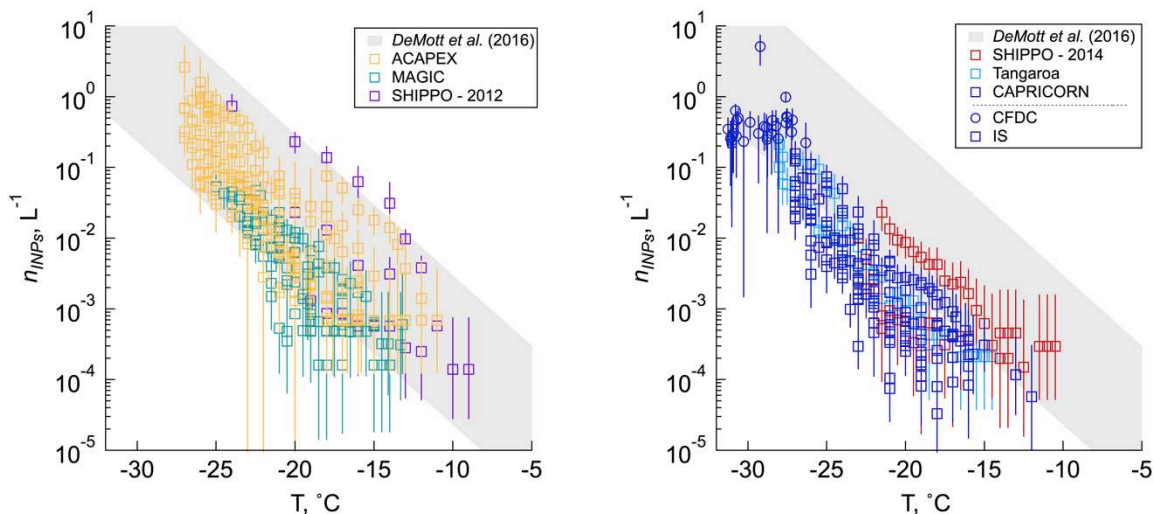 10^1
10^0
10^-1
10^-2
10^-3
10^-4
10^-5
n_INPs, L^-1
-30 -25 -20 -15 -10 -5
T, ˚C
DeMott et al. (2016)
ACAPEX
MAGIC
SHIPPO - 2012
10^1
10^0
10^-1
10^-2
10^-3
10^-4
10^-5
n_INPs, L^-1
-30 -25 -20 -15 -10 -5
T, ˚C
DeMott et al. (2016)
SHIPPO - 2014
Tangaroa
CAPRICORN
CFDC
IS